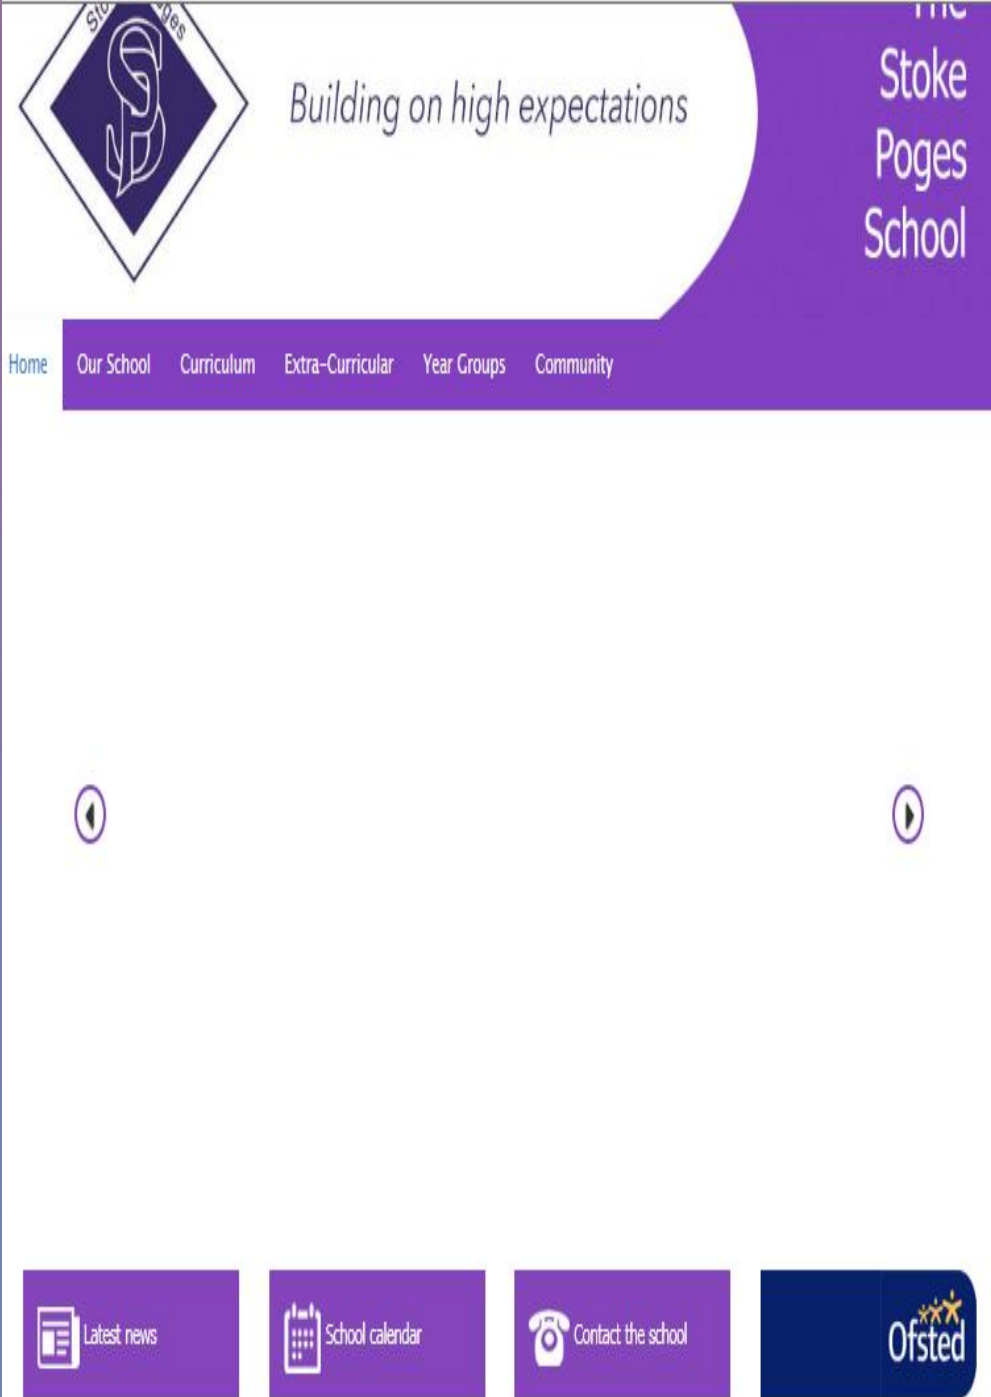 Building on high expectations
Stoke
Poges
School
Home Our School Curriculum Extra-Curricular Year Groups Community
Latest news
School calendar
Contact the school
Ofsted